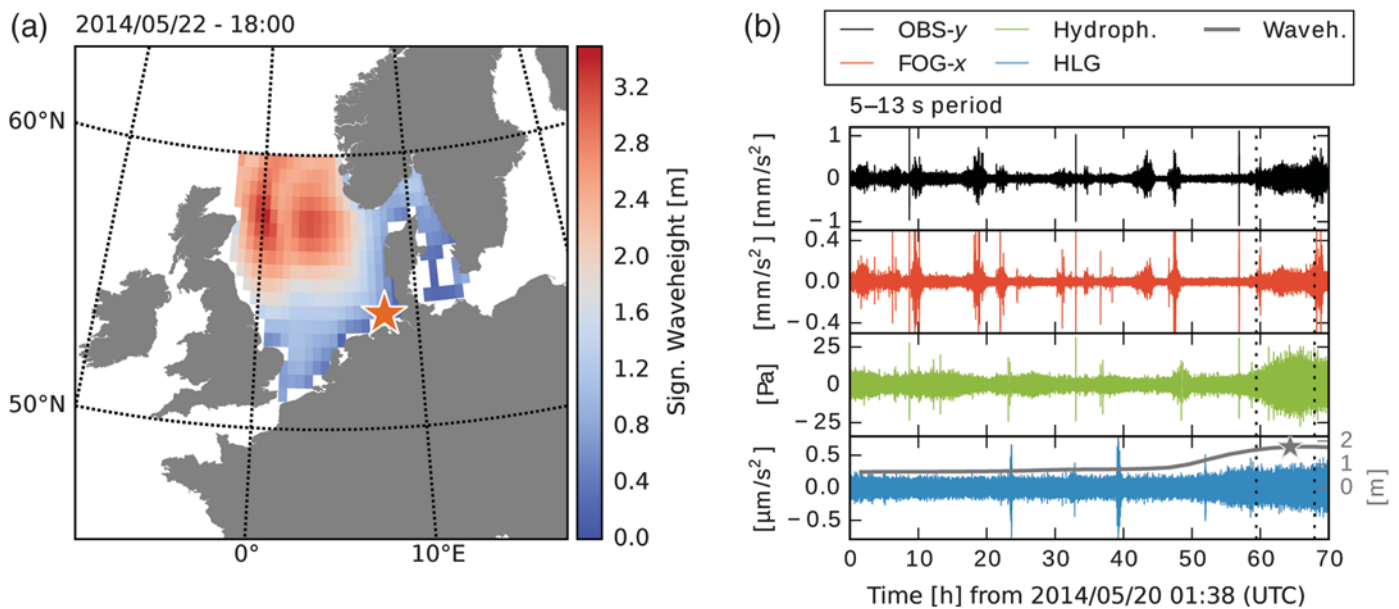 (a) 2014/05/22 - 18:00
60°N
50°N
0°
10°E
3.2
2.8
2.4
2.0
1.6
1.2
0.8
0.4
0.0
Sign. Waveheight [m]
(b)
OBS-y Hydroph. Waveh.
FOG-x HLG
5–13 s period
1
0
−1
[mm/s²]
0.4
0.0
−0.4
[mm/s²]
25
0
−25
[Pa]
0.5
0.0
−0.5
[μm/s²]
2
1
0
[m]
0 10 20 30 40 50 60 70
Time [h] from 2014/05/20 01:38 (UTC)